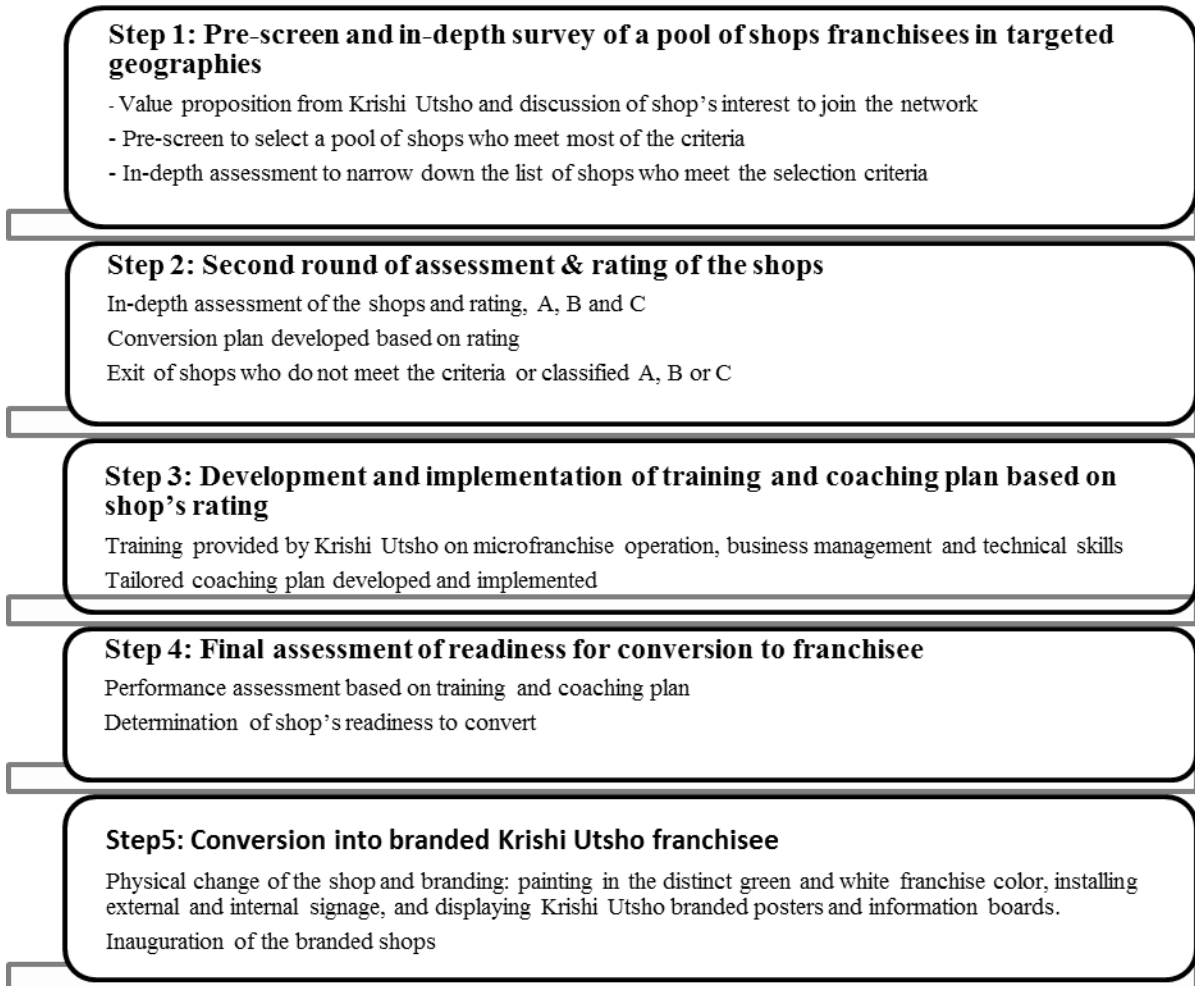 Step 1: Pre-screen and in-depth survey of a pool of shops franchisees in targeted
geographies
- Value proposition from Krishi Utsho and discussion of shop's interest to join the network
- Pre-screen to select a pool of shops who meet most of the criteria
- In-depth assessment to narrow down the list of shops who meet the selection criteria
Step 2: Second round of assessment & rating of the shops
In-depth assessment of the shops and rating, A, B and C
Conversion plan developed based on rating
Exit of shops who do not meet the criteria or classified A, B or C
Step 3: Development and implementation of training and coaching plan based on
shop's rating
Training provided by Krishi Utsho on microfranchise operation, business management and technical skills
Tailored coaching plan developed and implemented
Step 4: Final assessment of readiness for conversion to franchisee
Performance assessment based on training and coaching plan
Determination of shop's readiness to convert
Step5: Conversion into branded Krishi Utsho franchisee
Physical change of the shop and branding: painting in the distinct green and white franchise color, installing
external and internal signage, and displaying Krishi Utsho branded posters and information boards.
Inauguration of the branded shops